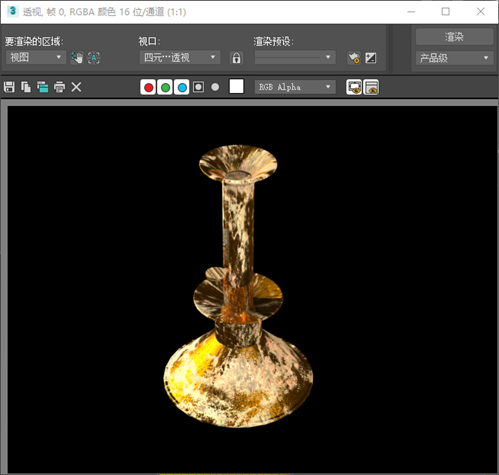 3 透视, 帧 0, RGBA 颜色 16 位/通道 (1:1)
要渲染的区域: 视口: 渲染预设: 渲染
视图 四元…透视 产品级
RGB Alpha